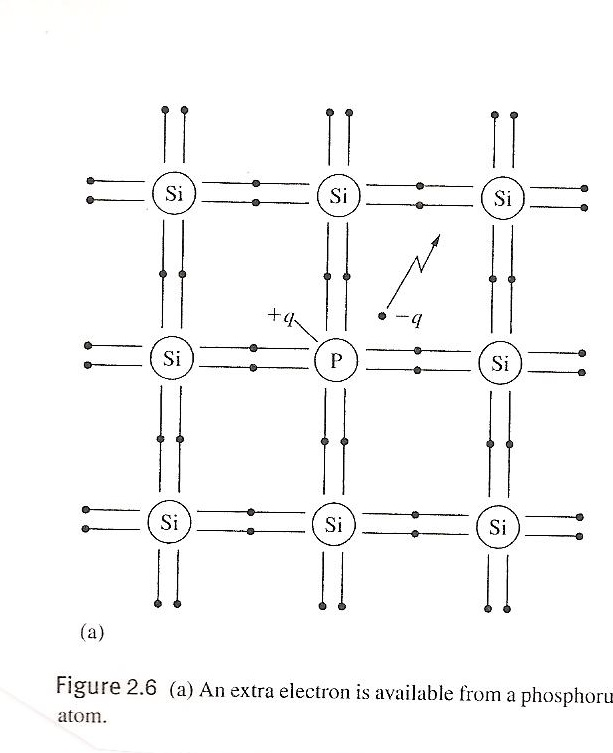 Si Si Si
+q -q
Si P Si
Si Si Si
(a)
Figure 2.6 (a) An extra electron is available from a phosphoru
atom.